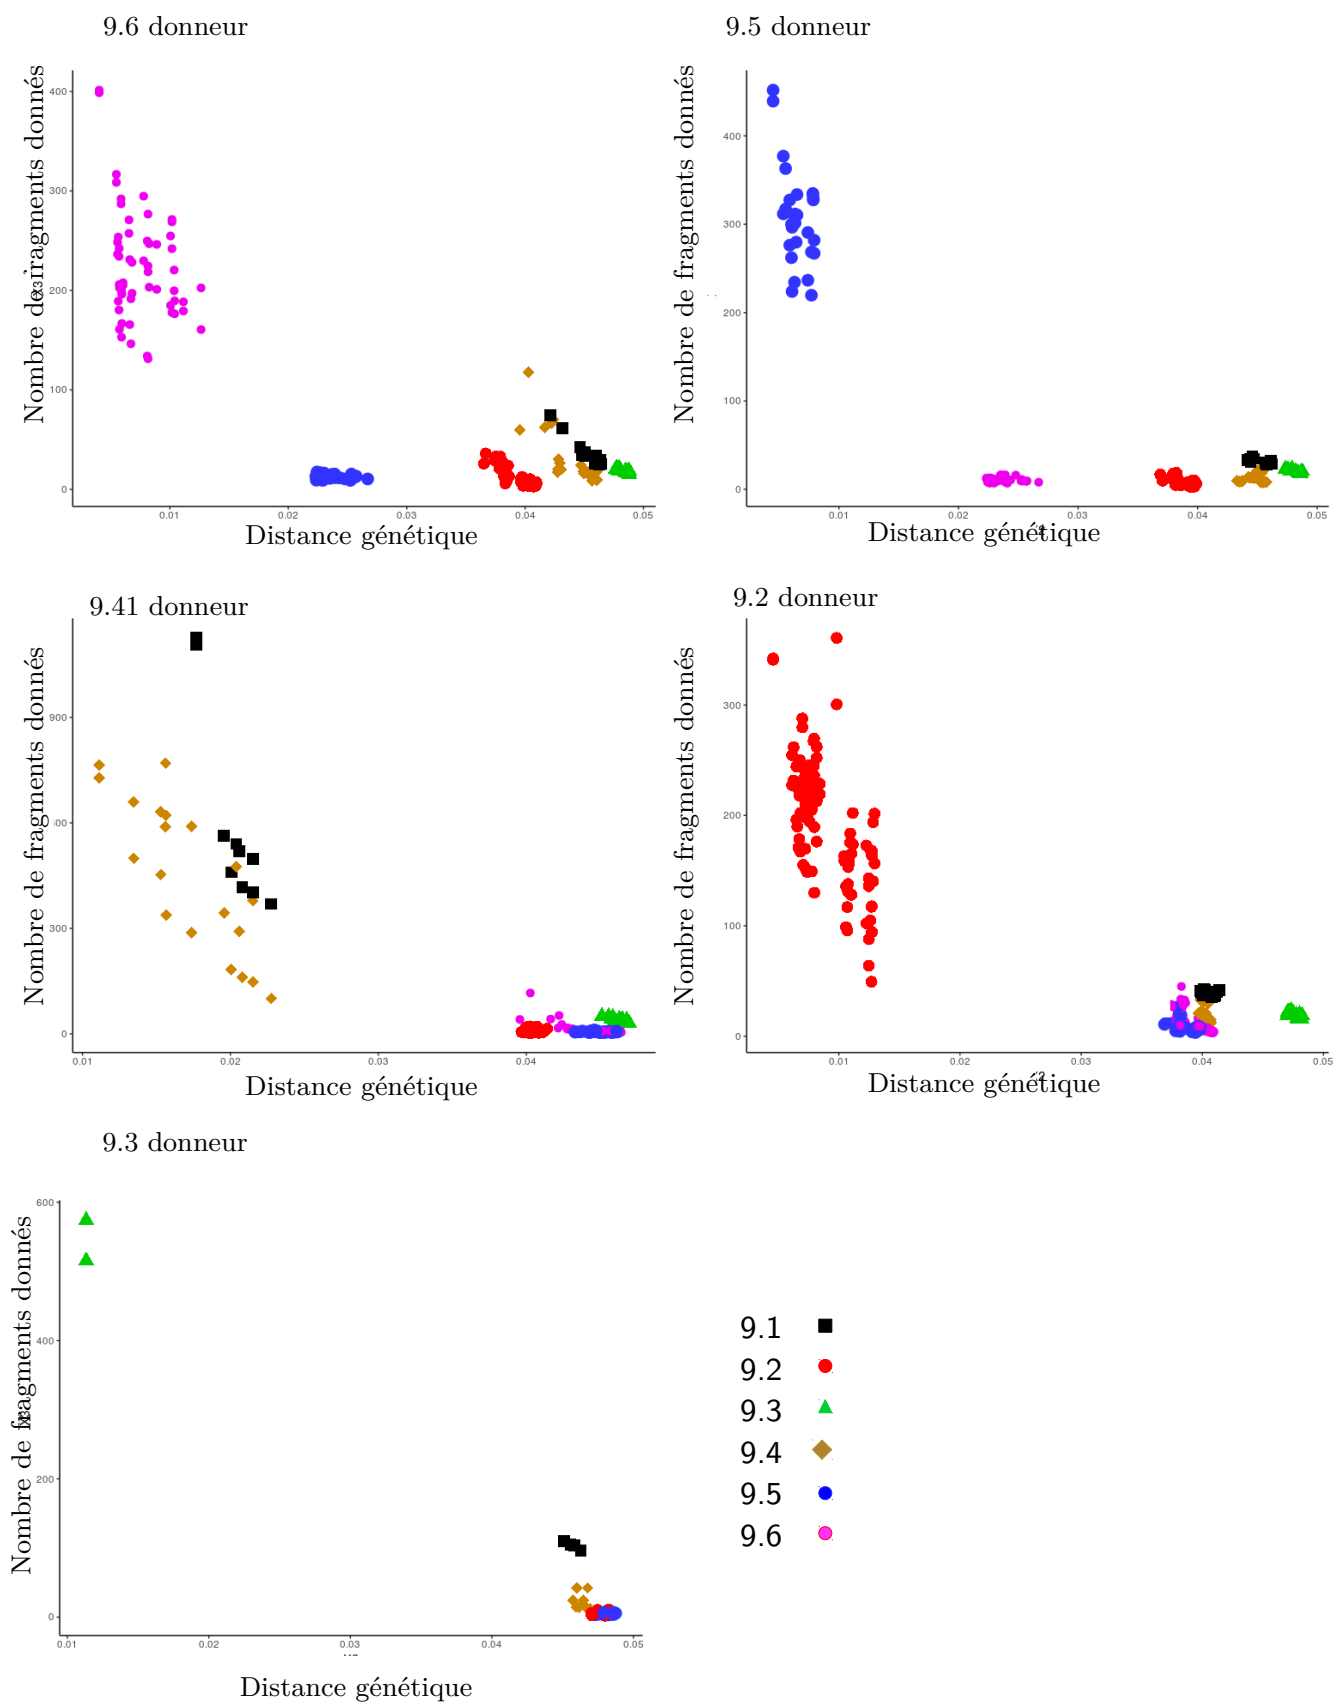 9.6 donneur
Nombre de fragments donnés
400
300
200
100
0
0.01 0.02 0.03 0.04 0.05
Distance génétique
9.5 donneur
Nombre de fragments donnés
400
300
200
100
0
0.01 0.02 0.03 0.04 0.05
Distance génétique
9.41 donneur
Nombre de fragments donnés
900
600
300
0
0.01 0.02 0.03 0.04
Distance génétique
9.2 donneur
Nombre de fragments donnés
300
200
100
0
0.01 0.02 0.03 0.04 0.05
Distance génétique
9.3 donneur
Nombre de fragments donnés
600
400
200
0
0.01 0.02 0.03 0.04 0.05
Distance génétique
9.1
9.2
9.3
9.4
9.5
9.6